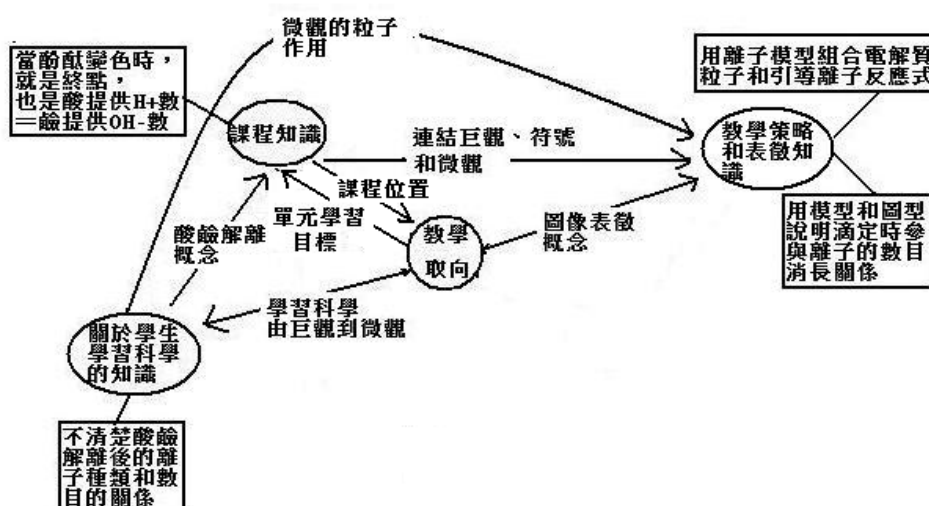 微觀的粒子
作用
當酚酞變色時，
就是終點，
也是酸提供H+數
＝鹼提供OH-數
用離子模型組合電解質
粒子和引導離子反應式
課程知識
連結巨觀、符號
和微觀
教學策略
和表徵知
識
課程位置
單元學習
目標
酸鹼解離
概念
教學
取向
圖像表徵
概念
用模型和圖型
說明滴定時參
與離子的數目
消長關係
學習科學
由巨觀到微觀
關於學生
學習科學
的知識
不清楚酸鹼
解離後的離
子種類和數
目的關係